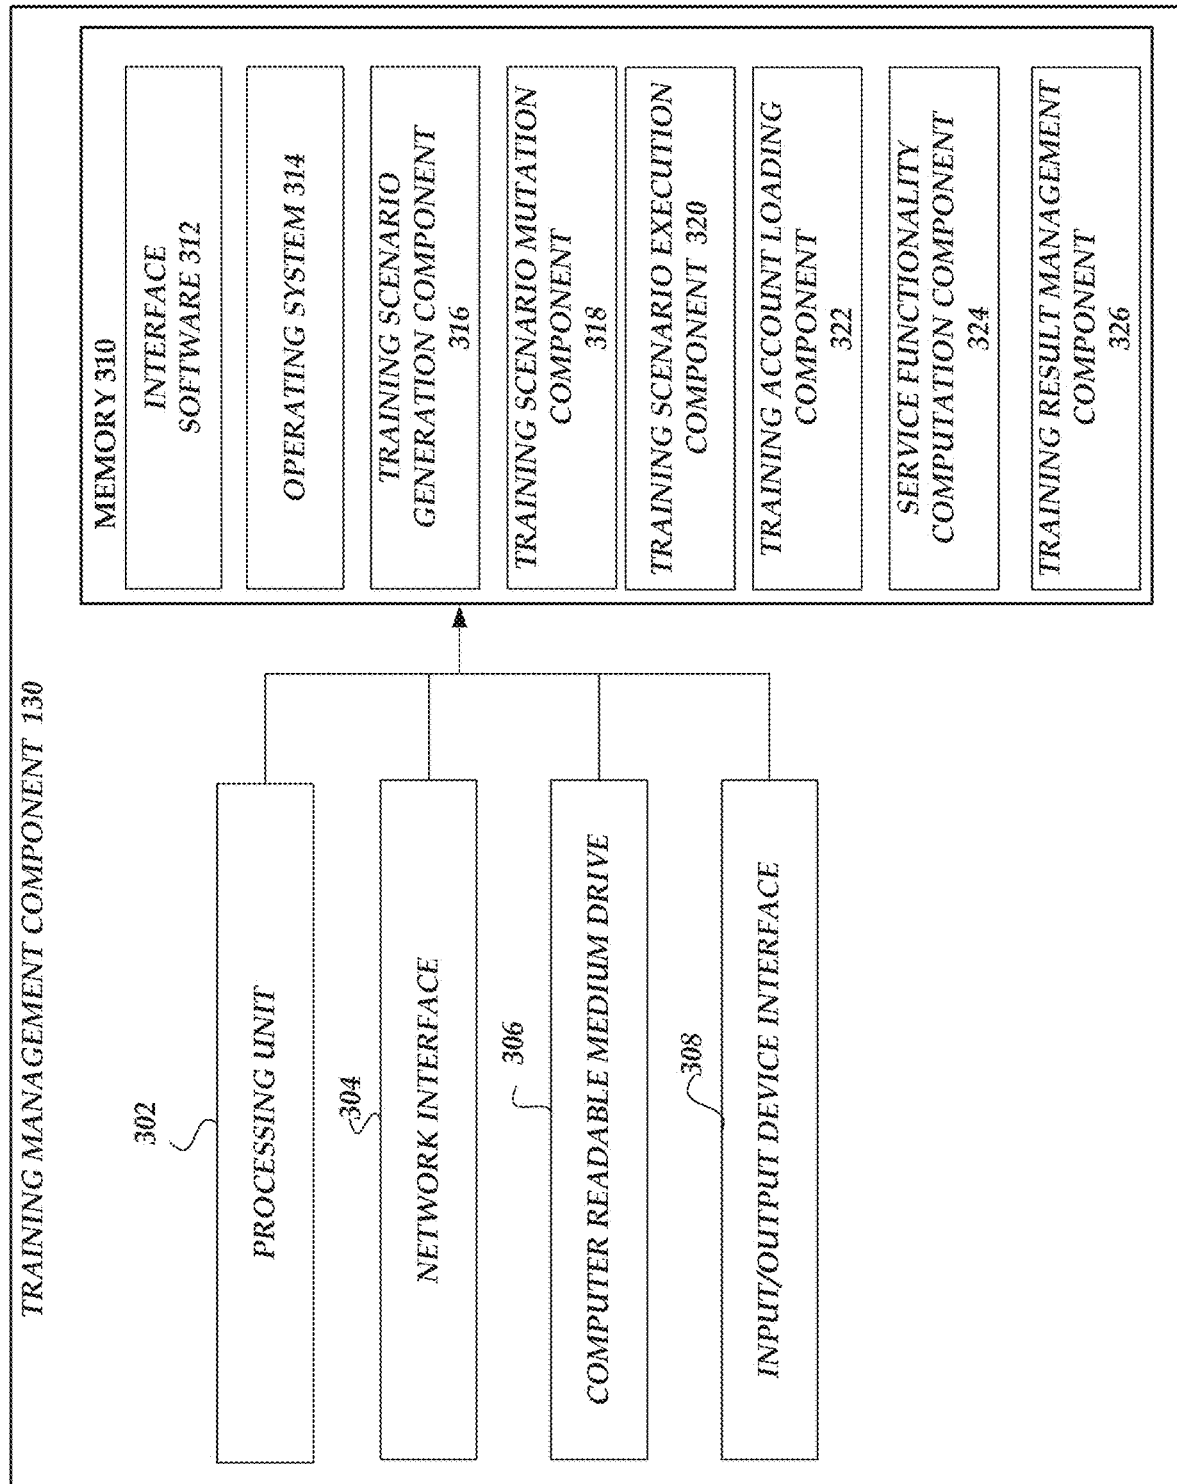 TRAINING MANAGEMENT COMPONENT 130
302
PROCESSING UNIT
304
NETWORK INTERFACE
306
COMPUTER READABLE MEDIUM DRIVE
308
INPUT/OUTPUT DEVICE INTERFACE
MEMORY 310
INTERFACE
SOFTWARE 312
OPERATING SYSTEM 314
TRAINING SCENARIO
GENERATION COMPONENT
316
TRAINING SCENARIO MUTATION
COMPONENT
318
TRAINING SCENARIO EXECUTION
COMPONENT 320
TRAINING ACCOUNT LOADING
COMPONENT
322
SERVICE FUNCTIONALITY
COMPUTATION COMPONENT
324
TRAINING RESULT MANAGEMENT
COMPONENT
326